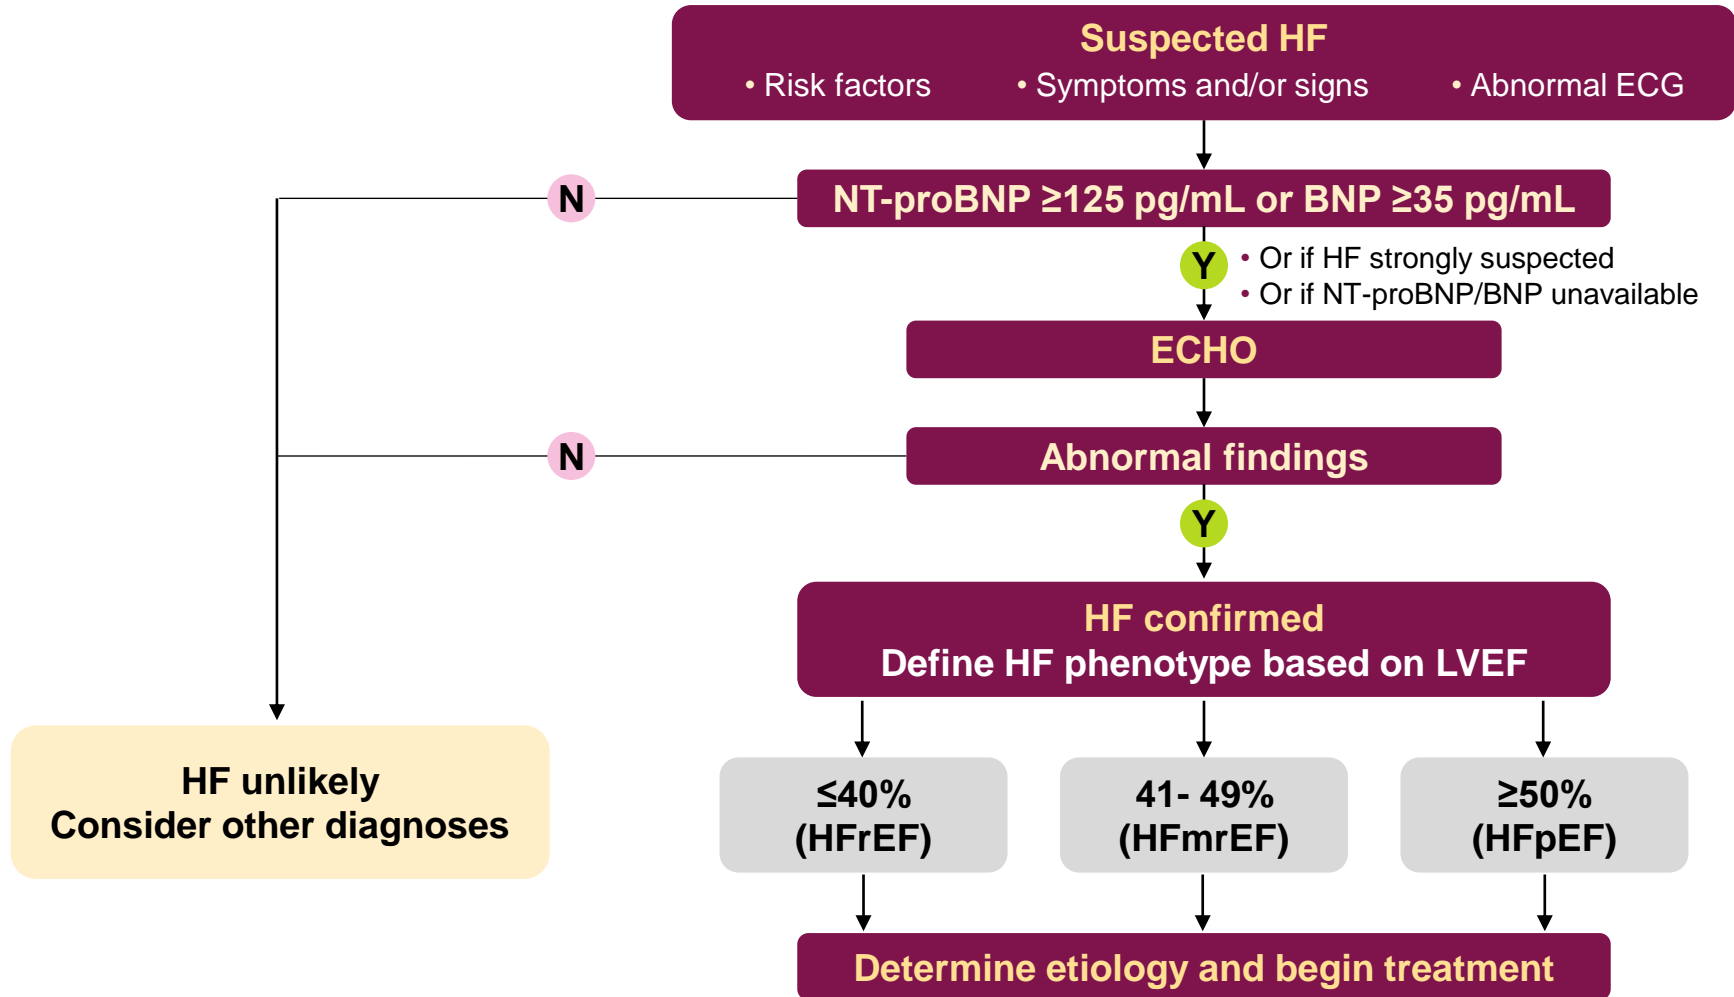 Suspected HF
• Risk factors
• Symptoms and/or signs
• Abnormal ECG
NT-proBNP ≥125 pg/mL or BNP ≥35 pg/mL
N
Y
• Or if HF strongly suspected
• Or if NT-proBNP/BNP unavailable
ECHO
Abnormal findings
N
Y
HF confirmed
Define HF phenotype based on LVEF
HF unlikely
Consider other diagnoses
≤40%
(HFrEF)
41- 49%
(HFmrEF)
≥50%
(HFpEF)
Determine etiology and begin treatment